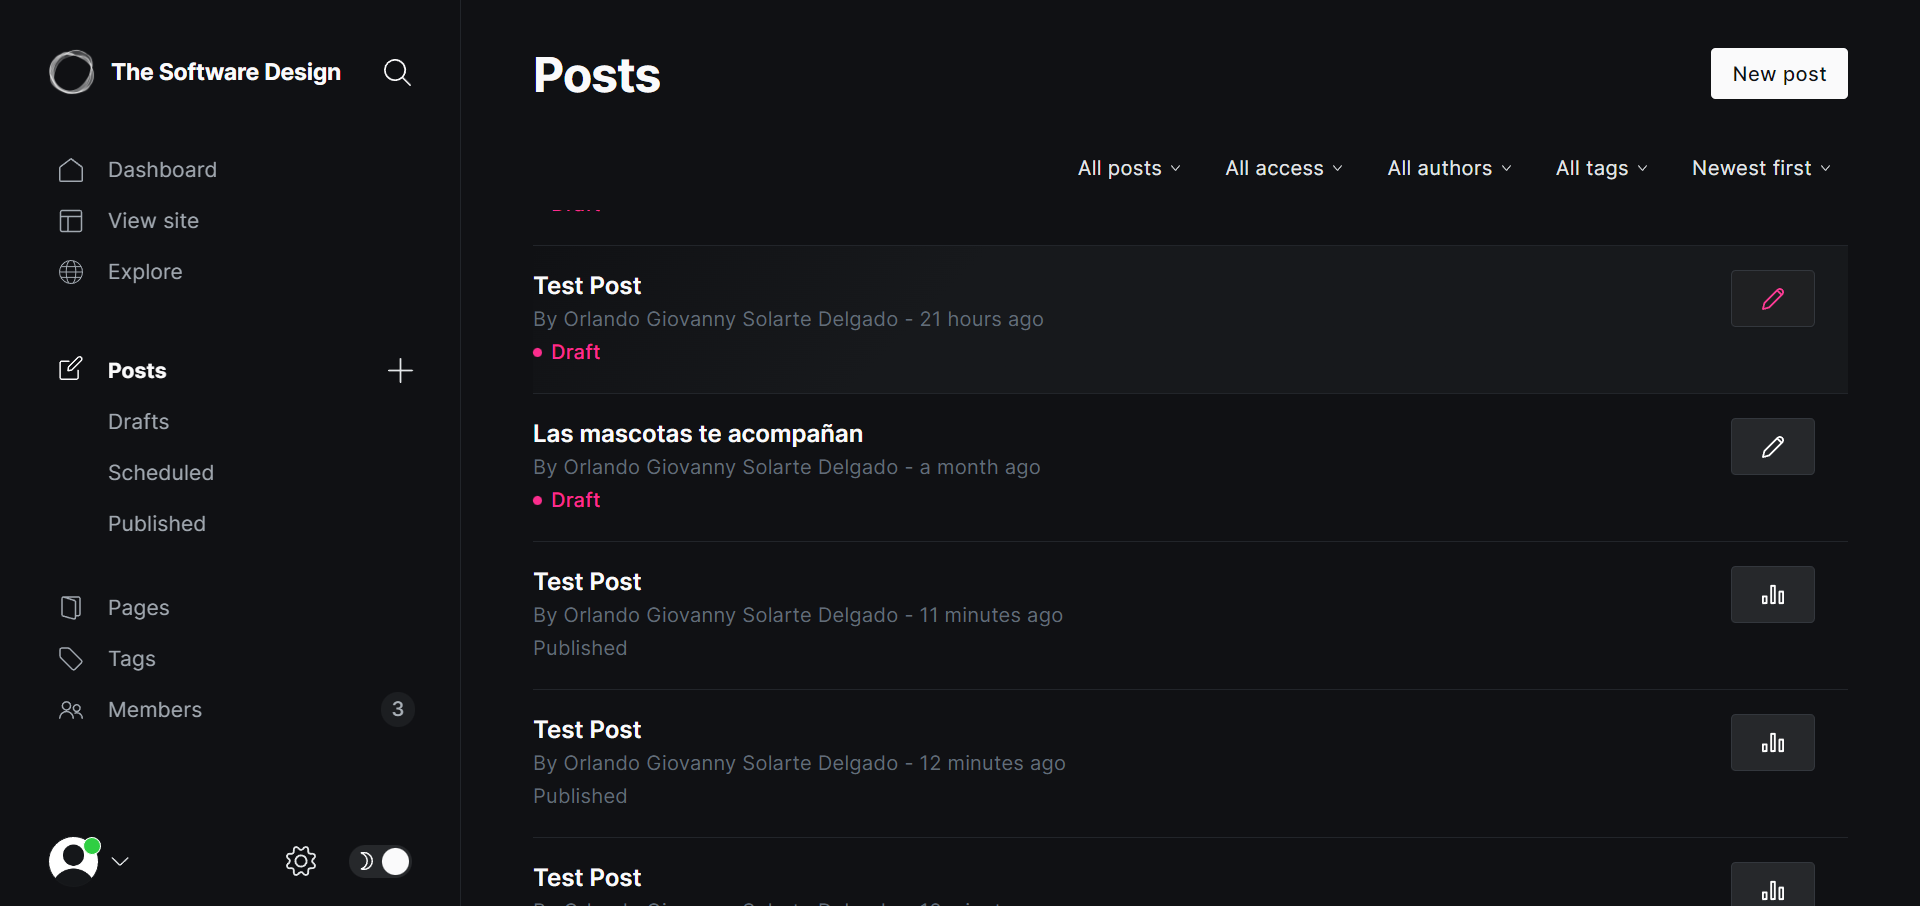 The Software Design
Dashboard
View site
Explore
Posts
Drafts
Scheduled
Published
Pages
Tags
Members
3
Posts
New post
All posts
All access
All authors
All tags
Newest first
Test Post
By Orlando Giovanny Solarte Delgado - 21 hours ago
Draft
Las mascotas te acompañan
By Orlando Giovanny Solarte Delgado - a month ago
Draft
Test Post
By Orlando Giovanny Solarte Delgado - 11 minutes ago
Published
Test Post
By Orlando Giovanny Solarte Delgado - 12 minutes ago
Published
Test Post